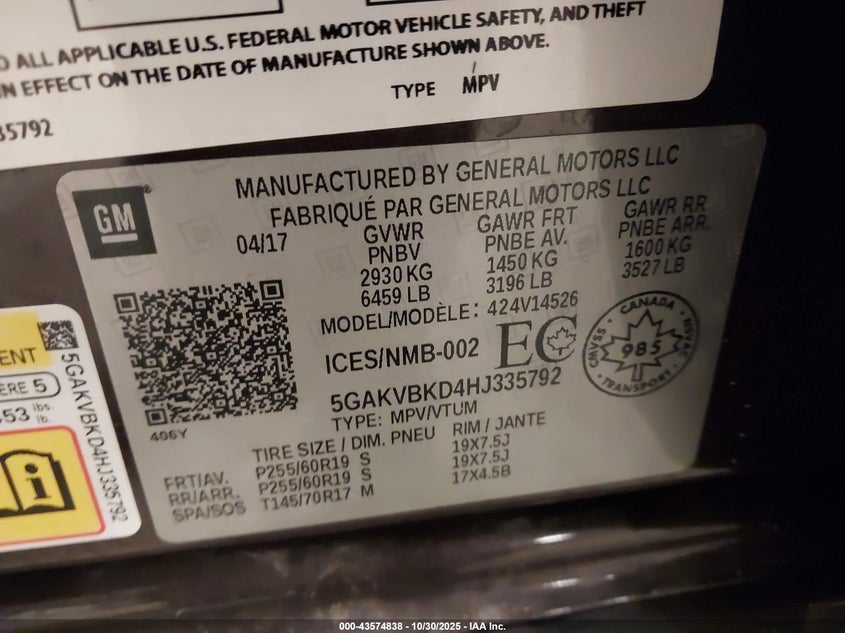 O ALL APPLICABLE U.S. FEDERAL MOTOR VEHICLE SAFETY, AND THEFT
IN EFFECT ON THE DATE OF MANUFACTURE SHOWN ABOVE.
TYPE MPV
35792
GM
MANUFACTURED BY GENERAL MOTORS LLC
FABRIQUÉ PAR GENERAL MOTORS LLC
04/17 GVWR GAWR FRT GAWR RR
PNBV PNBE AV. PNBE ARR.
2930 KG 1450 KG 1600 KG
6459 LB 3196 LB 3527 LB
MODEL/MODÈLE: 424V14526
ICES/NMB-002 EC
CANADA
CMVSS 985 NSVAC
TRANSPORT
5GAKVBKD4HJ335792
TYPE: MPV/VTUM
406Y
TIRE SIZE / DIM. PNEU RIM / JANTE
FRT/AV. P255/60R19 S 19X7.5J
RR/ARR. P255/60R19 S 19X7.5J
SPA/SOS T145/70R17 M 17X4.5B
ENT
ERE 5
53 lbs. lb.
5GAKVBKD4HJ335792
000-43574838 - 10/30/2025 - IAA Inc.